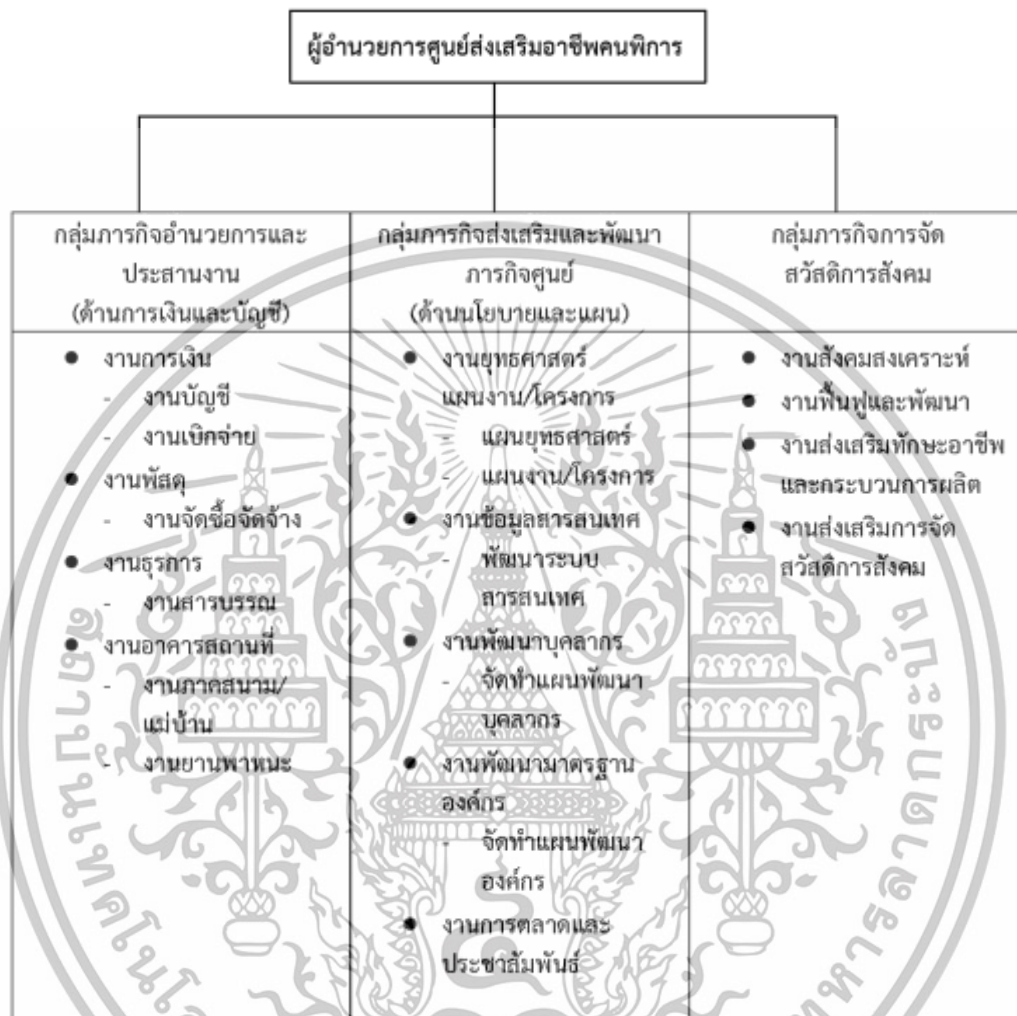 ผู้อำนวยการศูนย์ส่งเสริมอาชีพคนพิการ
กลุ่มภารกิจอำนวยการและ
ประสานงาน
(ด้านการเงินและบัญชี)
● งานการเงิน
- งานบัญชี
- งานเบิกจ่าย
● งานพัสดุ
- งานจัดซื้อจัดจ้าง
● งานธุรการ
- งานสารบรรณ
● งานอาคารสถานที่
- งานภาคสนาม/
แม่บ้าน
- งานยานพาหนะ
กลุ่มภารกิจส่งเสริมและพัฒนา
ภารกิจศูนย์
(ด้านนโยบายและแผน)
● งานยุทธศาสตร์
แผนงาน/โครงการ
- แผนยุทธศาสตร์
- แผนงาน/โครงการ
● งานข้อมูลสารสนเทศ
- พัฒนาระบบ
สารสนเทศ
● งานพัฒนาบุคลากร
- จัดทำแผนพัฒนา
บุคลากร
● งานพัฒนามาตรฐาน
องค์กร
- จัดทำแผนพัฒนา
องค์กร
● งานการตลาดและ
ประชาสัมพันธ์
กลุ่มภารกิจการจัด
สวัสดิการสังคม
● งานสังคมสงเคราะห์
● งานฟื้นฟูและพัฒนา
● งานส่งเสริมทักษะอาชีพ
และกระบวนการผลิต
● งานส่งเสริมการจัด
สวัสดิการสังคม
สถาบันเทคโนโล
ทหารลาดกระบัง